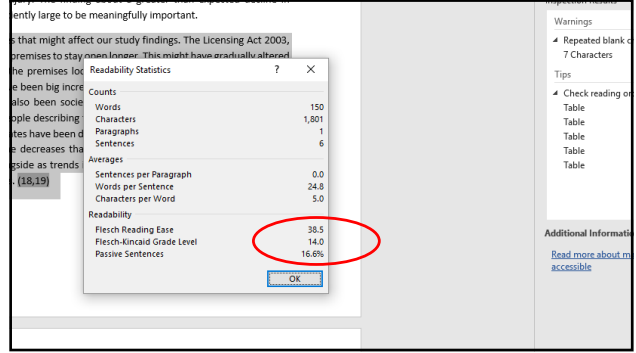 iently large to be meaningfully important.
s that might affect our study findings. The Licensing Act 2003,
premises to stay open longer. This might have gradually altered
he premises loc
e been big incre
also been socie
ople describing
tes have been d
e decreases tha
gside as trends
. (18,19)
Readability Statistics ? ×
Counts
Words 150
Characters 1,801
Paragraphs 1
Sentences 6
Averages
Sentences per Paragraph 0.0
Words per Sentence 24.8
Characters per Word 5.0
Readability
Flesch Reading Ease 38.5
Flesch-Kincaid Grade Level 14.0
Passive Sentences 16.6%
OK
Inspection Results
Warnings
Repeated blank c
7 Characters
Tips
Check reading or
Table
Table
Table
Table
Table
Additional Informati
Read more about m
accessible